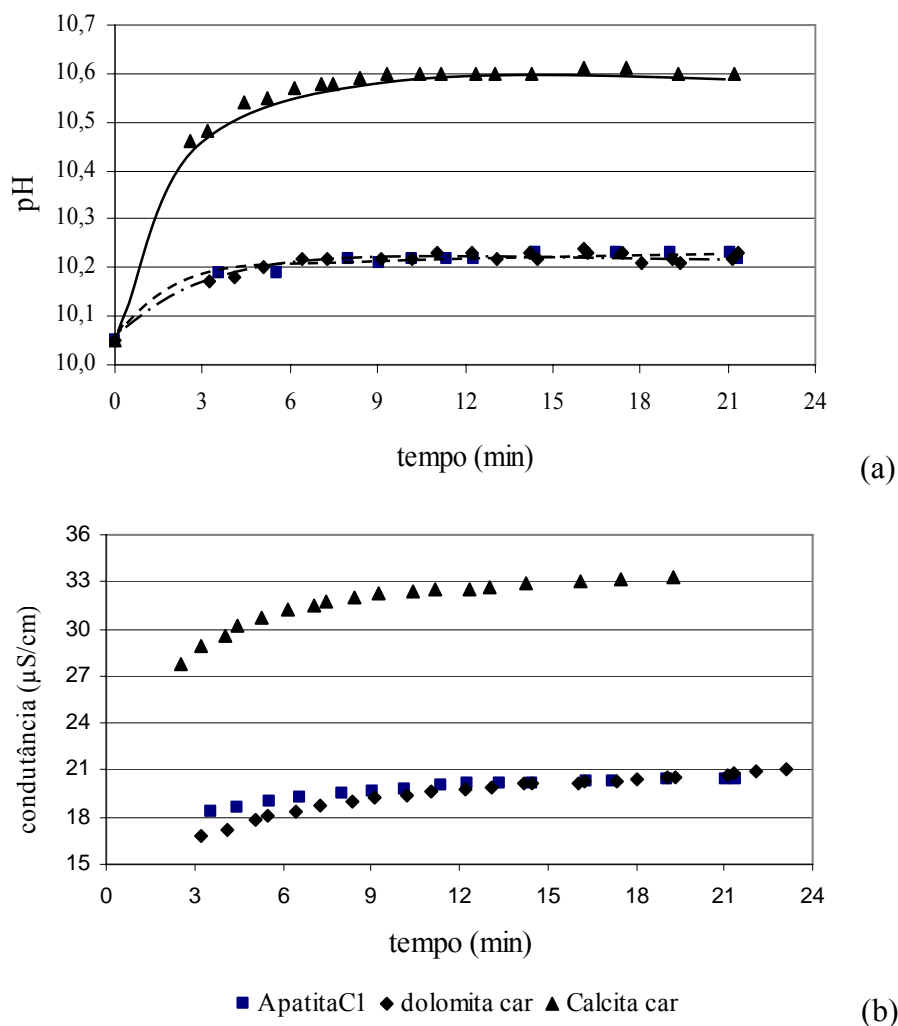 10,7
10,6
10,5
10,4
10,3
10,2
10,1
10,0
pH
0 3 6 9 12 15 18 21 24
tempo (min)
(a)
36
33
30
27
24
21
18
15
condutância (µS/cm)
0 3 6 9 12 15 18 21 24
tempo (min)
ApatitaC1 dolomita car Calcita car
(b)